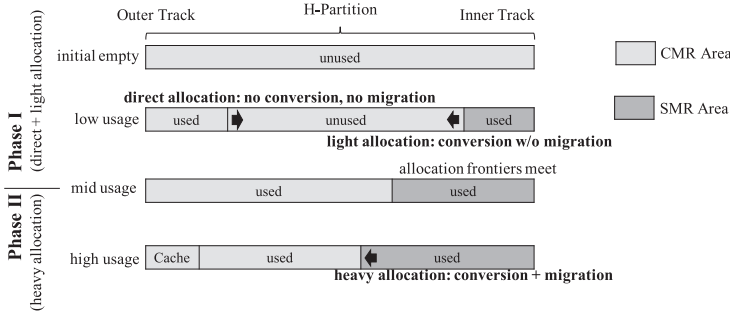 Outer Track
H-Partition
Inner Track
Phase I
(direct + light allocation)
initial empty
unused
CMR Area
SMR Area
direct allocation: no conversion, no migration
low usage
used
unused
used
light allocation: conversion w/o migration
allocation frontiers meet
Phase II
(heavy allocation)
mid usage
used
used
high usage
Cache
used
used
heavy allocation: conversion + migration